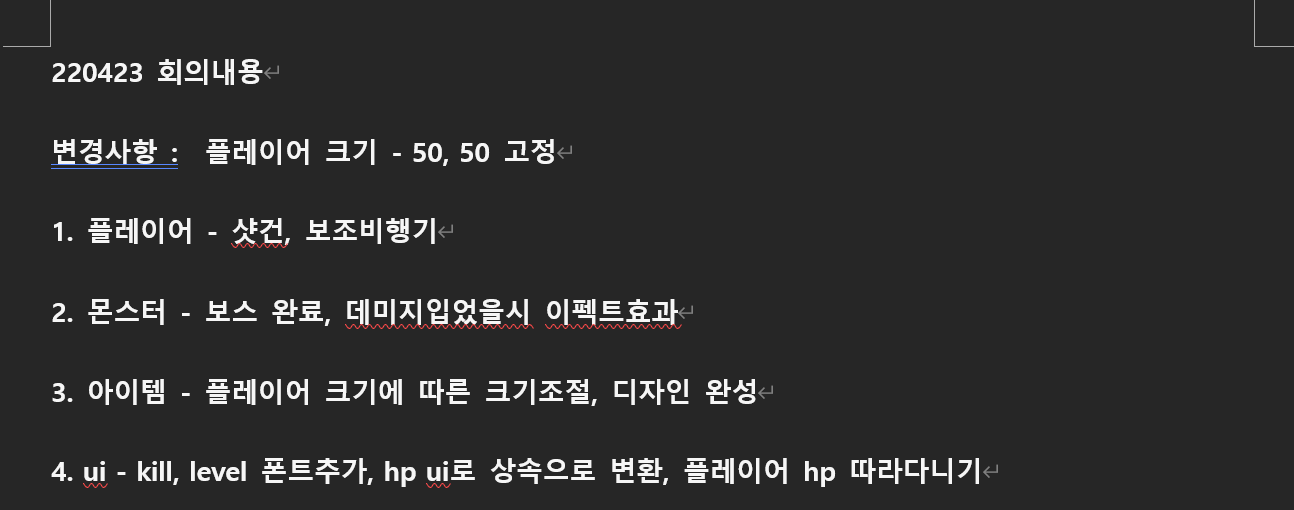 220423 회의내용
변경사항 : 플레이어 크기 - 50, 50 고정
1. 플레이어 - 샷건, 보조비행기
2. 몬스터 - 보스 완료, 데미지입었을시 이펙트효과
3. 아이템 - 플레이어 크기에 따른 크기조절, 디자인 완성
4. ui - kill, level 폰트추가, hp ui로 상속으로 변환, 플레이어 hp 따라다니기